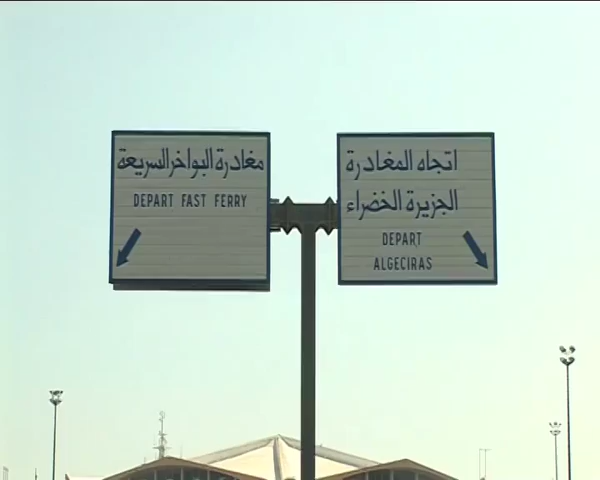 مغادرة البواخر السريعة
DEPART FAST FERRY
اتجاه المغادرة
الجزيرة الخضراء
DEPART
ALGECIRAS